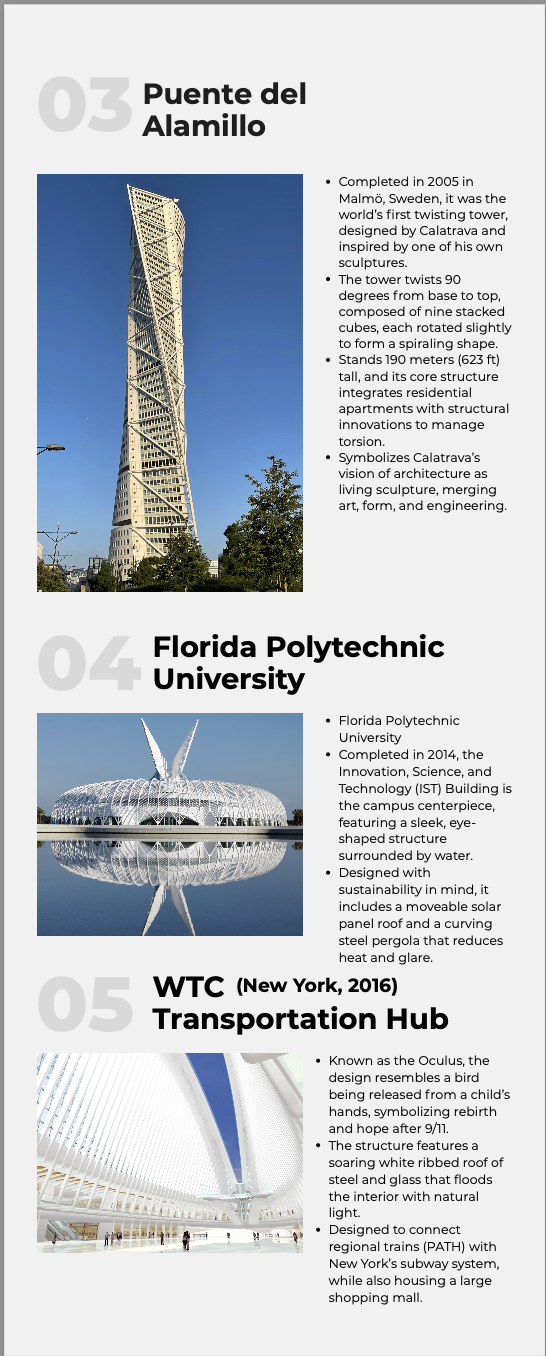 03 Puente del
Alamillo
• Completed in 2005 in
Malmö, Sweden, it was the
world's first twisting tower,
designed by Calatrava and
inspired by one of his own
sculptures.
• The tower twists 90
degrees from base to top,
composed of nine stacked
cubes, each rotated slightly
to form a spiraling shape.
• Stands 190 meters (623 ft)
tall, and its core structure
integrates residential
apartments with structural
innovations to manage
torsion.
• Symbolizes Calatrava's
vision of architecture as
living sculpture, merging
art, form, and engineering.
04 Florida Polytechnic
University
• Florida Polytechnic
University
• Completed in 2014, the
Innovation, Science, and
Technology (IST) Building is
the campus centerpiece,
featuring a sleek, eye-
shaped structure
surrounded by water.
• Designed with
sustainability in mind, it
includes a moveable solar
panel roof and a curving
steel pergola that reduces
heat and glare.
05 WTC (New York, 2016)
Transportation Hub
• Known as the Oculus, the
design resembles a bird
being released from a child's
hands, symbolizing rebirth
and hope after 9/11.
• The structure features a
soaring white ribbed roof of
steel and glass that floods
the interior with natural
light.
• Designed to connect
regional trains (PATH) with
New York's subway system,
while also housing a large
shopping mall.